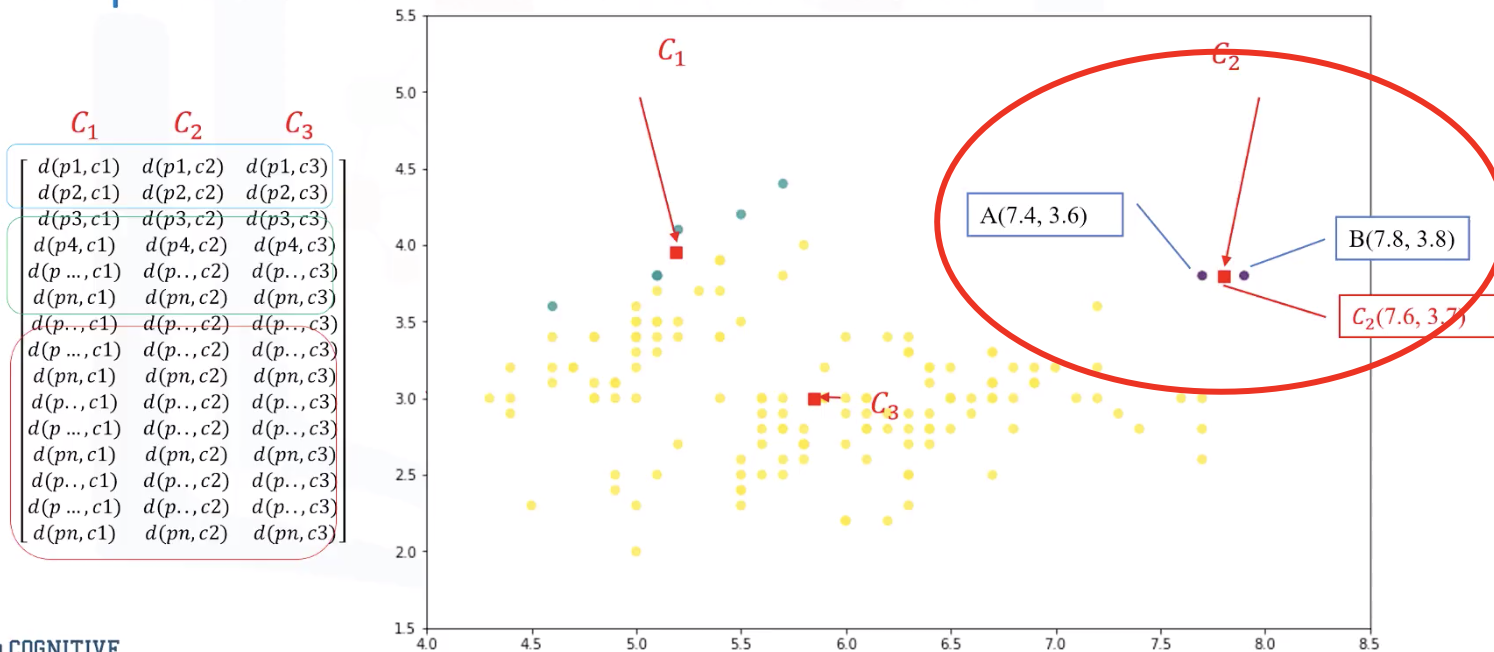 C₁ C₂ C₃
d(p1, c1) d(p1, c2) d(p1, c3)
d(p2, c1) d(p2, c2) d(p2, c3)
d(p3, c1) d(p3, c2) d(p3, c3)
d(p4, c1) d(p4, c2) d(p4, c3)
d(p ..., c1) d(p.., c2) d(p.., c3)
d(pn, c1) d(pn, c2) d(pn, c3)
d(p.., c1) d(p.., c2) d(p.., c3)
d(p ..., c1) d(p.., c2) d(p.., c3)
d(pn, c1) d(pn, c2) d(pn, c3)
d(p.., c1) d(p.., c2) d(p.., c3)
d(p ..., c1) d(p.., c2) d(p.., c3)
d(pn, c1) d(pn, c2) d(pn, c3)
d(p.., c1) d(p.., c2) d(p.., c3)
d(p ..., c1) d(p.., c2) d(p.., c3)
d(pn, c1) d(pn, c2) d(pn, c3)
COGNITIVE
5.5
5.0
4.5
4.0
3.5
3.0
2.5
2.0
1.5
C₁
C₂
A(7.4, 3.6)
B(7.8, 3.8)
C₂(7.6, 3.7)
C₃
4.0 4.5 5.0 5.5 6.0 6.5 7.0 7.5 8.0 8.5